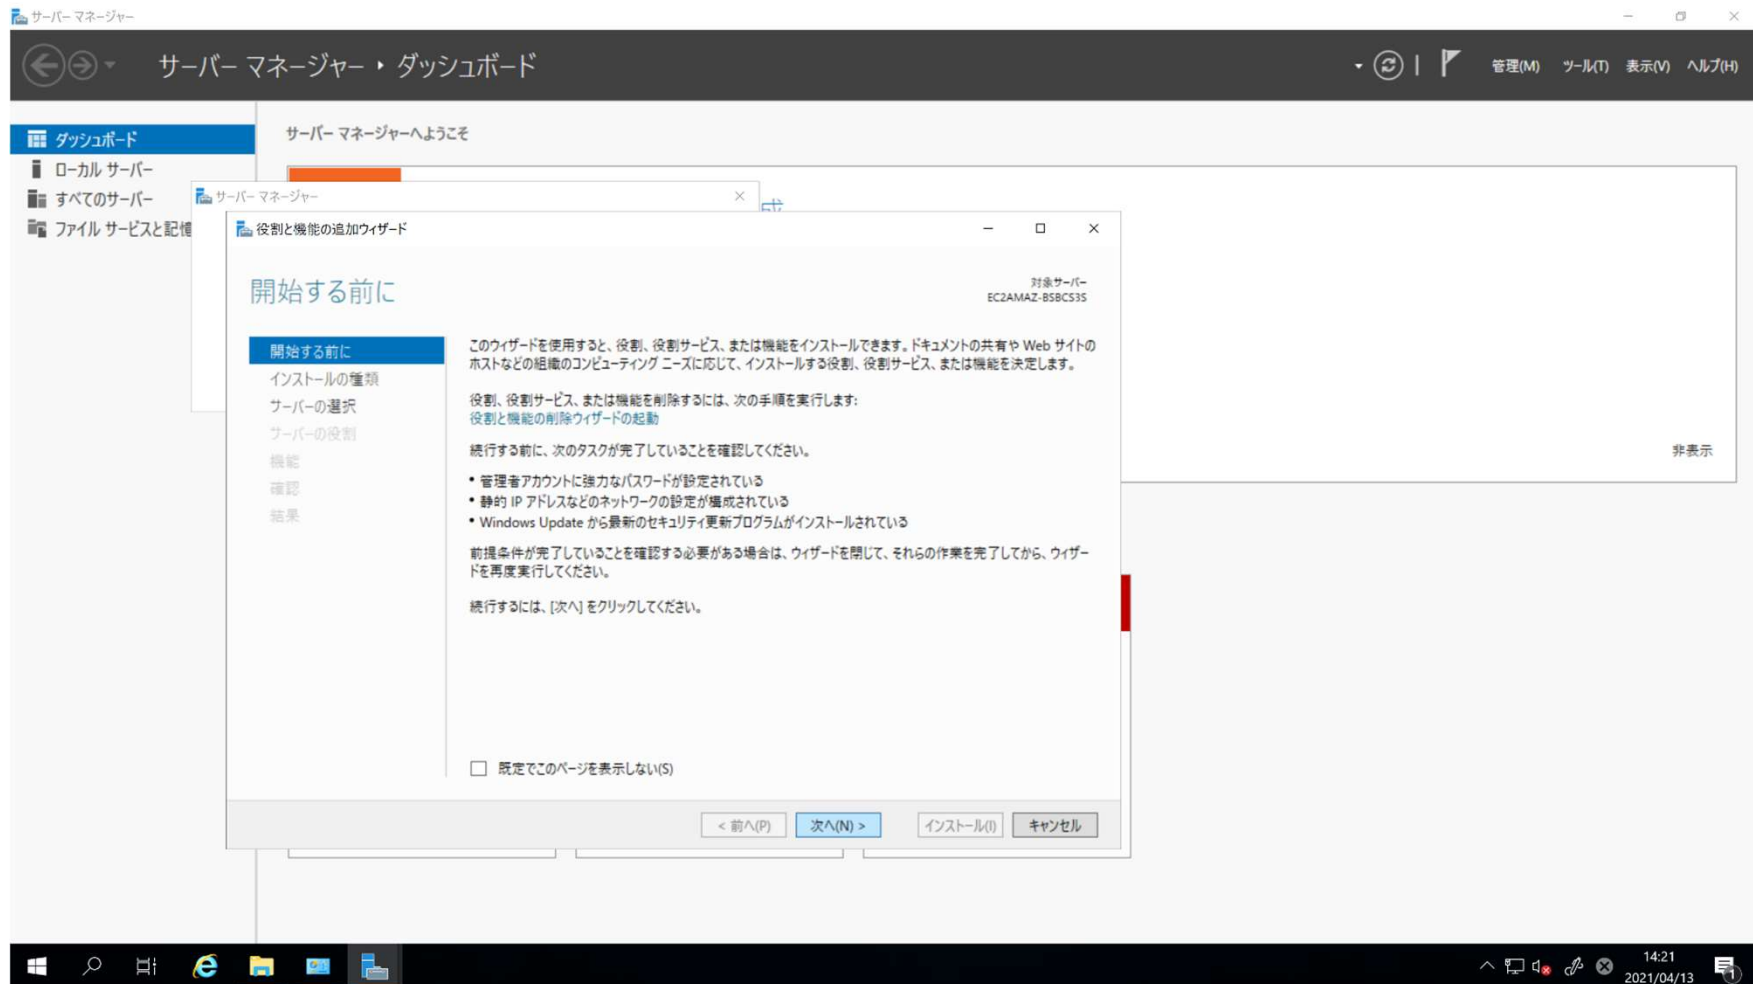 サーバー マネージャー
サーバー マネージャー ・ ダッシュボード
管理(M) ツール(T) 表示(V) ヘルプ(H)
ダッシュボード
ローカル サーバー
すべてのサーバー
ファイル サービスと記憶
サーバー マネージャーへようこそ
サーバー マネージャー
役割と機能の追加ウィザード
開始する前に
対象サーバー
EC2AMAZ-BSBCS3S
開始する前に
インストールの種類
サーバーの選択
サーバーの役割
機能
確認
結果
このウィザードを使用すると、役割、役割サービス、または機能をインストールできます。ドキュメントの共有や Web サイトの
ホストなどの組織のコンピューティング ニーズに応じて、インストールする役割、役割サービス、または機能を決定します。
役割、役割サービス、または機能を削除するには、次の手順を実行します:
役割と機能の削除ウィザードの起動
続行する前に、次のタスクが完了していることを確認してください。
• 管理者アカウントに強力なパスワードが設定されている
• 静的 IP アドレスなどのネットワークの設定が構成されている
• Windows Update から最新のセキュリティ更新プログラムがインストールされている
前提条件が完了していることを確認する必要がある場合は、ウィザードを閉じて、それらの作業を完了してから、ウィザー
ドを再度実行してください。
続行するには、[次へ] をクリックしてください。
既定でこのページを表示しない(S)
< 前へ(P) 次へ(N) > インストール(I) キャンセル
非表示
14:21
2021/04/13
1